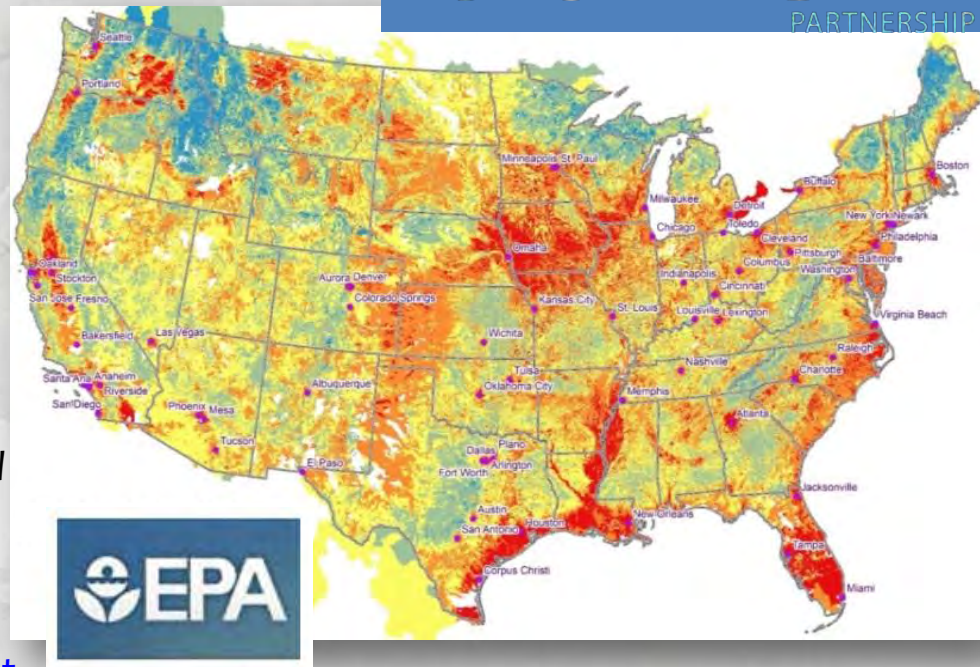 PARTNERSHIP
Seattle
Portland
Minneapolis St. Paul
Boston
Buffalo
Milwaukee
Detroit
New York Newark
Chicago
Toledo
Cleveland
Philadelphia
Omaha
Pittsburgh
Columbus
Baltimore
Washington
Oakland
Stockton
Aurora Denver
Indianapolis
Cincinnati
San Jose Fresno
Colorado Springs
Kansas City
St. Louis
Louisville
Lexington
Virginia Beach
Bakersfield
Las Vegas
Wichita
Raleigh
Nashville
Charlotte
Tulsa
Santa Ana Anaheim
Riverside
Albuquerque
Oklahoma City
Memphis
San Diego
Phoenix Mesa
Atlanta
Tucson
Dallas Plano
Fort Worth Arlington
El Paso
Jacksonville
Austin
San Antonio
Houston
New Orleans
Tampa
Corpus Christi
Miami
EPA